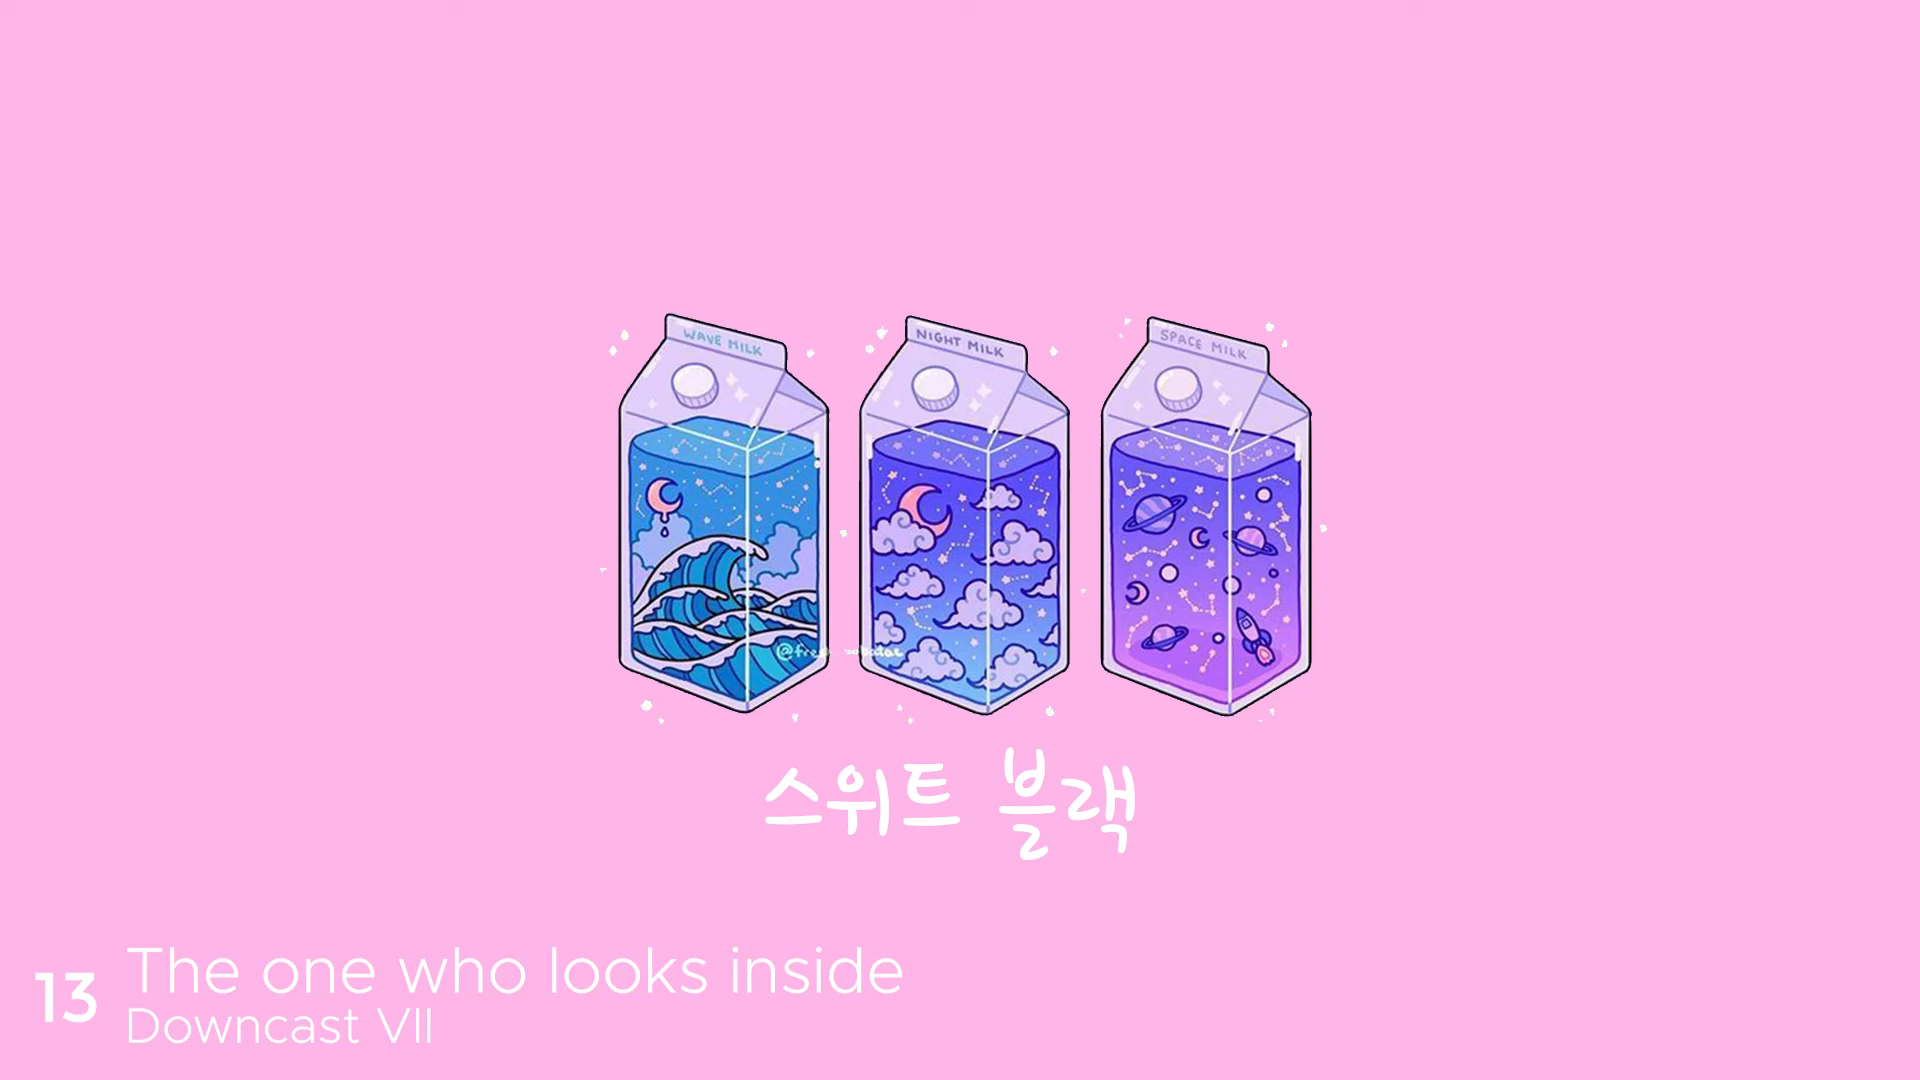 WAVE MILK
NIGHT MILK
SPACE MILK
스위트 블랙
13
The one who looks inside
Downcast VII